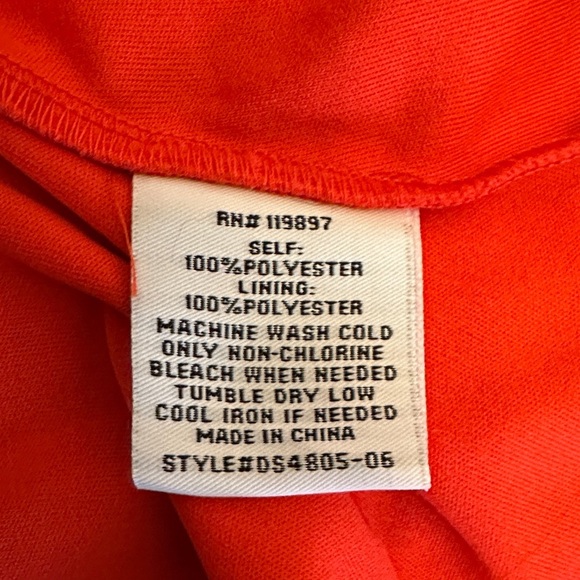 RN# 119897
SELF:
100%POLYESTER
LINING:
100%POLYESTER
MACHINE WASH COLD
ONLY NON-CHLORINE
BLEACH WHEN NEEDED
TUMBLE DRY LOW
COOL IRON IF NEEDED
MADE IN CHINA
STYLE#DS4805-06